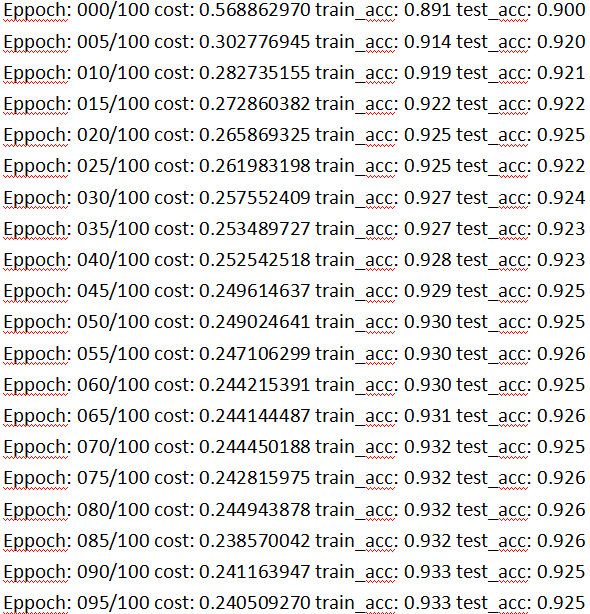 Eppoch: 000/100 cost: 0.568862970 train_acc: 0.891 test_acc: 0.900
Eppoch: 005/100 cost: 0.302776945 train_acc: 0.914 test_acc: 0.920
Eppoch: 010/100 cost: 0.282735155 train_acc: 0.919 test_acc: 0.921
Eppoch: 015/100 cost: 0.272860382 train_acc: 0.922 test_acc: 0.922
Eppoch: 020/100 cost: 0.265869325 train_acc: 0.925 test_acc: 0.925
Eppoch: 025/100 cost: 0.261983198 train_acc: 0.925 test_acc: 0.922
Eppoch: 030/100 cost: 0.257552409 train_acc: 0.927 test_acc: 0.924
Eppoch: 035/100 cost: 0.253489727 train_acc: 0.927 test_acc: 0.923
Eppoch: 040/100 cost: 0.252542518 train_acc: 0.928 test_acc: 0.923
Eppoch: 045/100 cost: 0.249614637 train_acc: 0.929 test_acc: 0.925
Eppoch: 050/100 cost: 0.249024641 train_acc: 0.930 test_acc: 0.925
Eppoch: 055/100 cost: 0.247106299 train_acc: 0.930 test_acc: 0.926
Eppoch: 060/100 cost: 0.244215391 train_acc: 0.930 test_acc: 0.925
Eppoch: 065/100 cost: 0.244144487 train_acc: 0.931 test_acc: 0.926
Eppoch: 070/100 cost: 0.244450188 train_acc: 0.932 test_acc: 0.925
Eppoch: 075/100 cost: 0.242815975 train_acc: 0.932 test_acc: 0.926
Eppoch: 080/100 cost: 0.244943878 train_acc: 0.932 test_acc: 0.926
Eppoch: 085/100 cost: 0.238570042 train_acc: 0.932 test_acc: 0.926
Eppoch: 090/100 cost: 0.241163947 train_acc: 0.933 test_acc: 0.925
Eppoch: 095/100 cost: 0.240509270 train_acc: 0.933 test_acc: 0.925